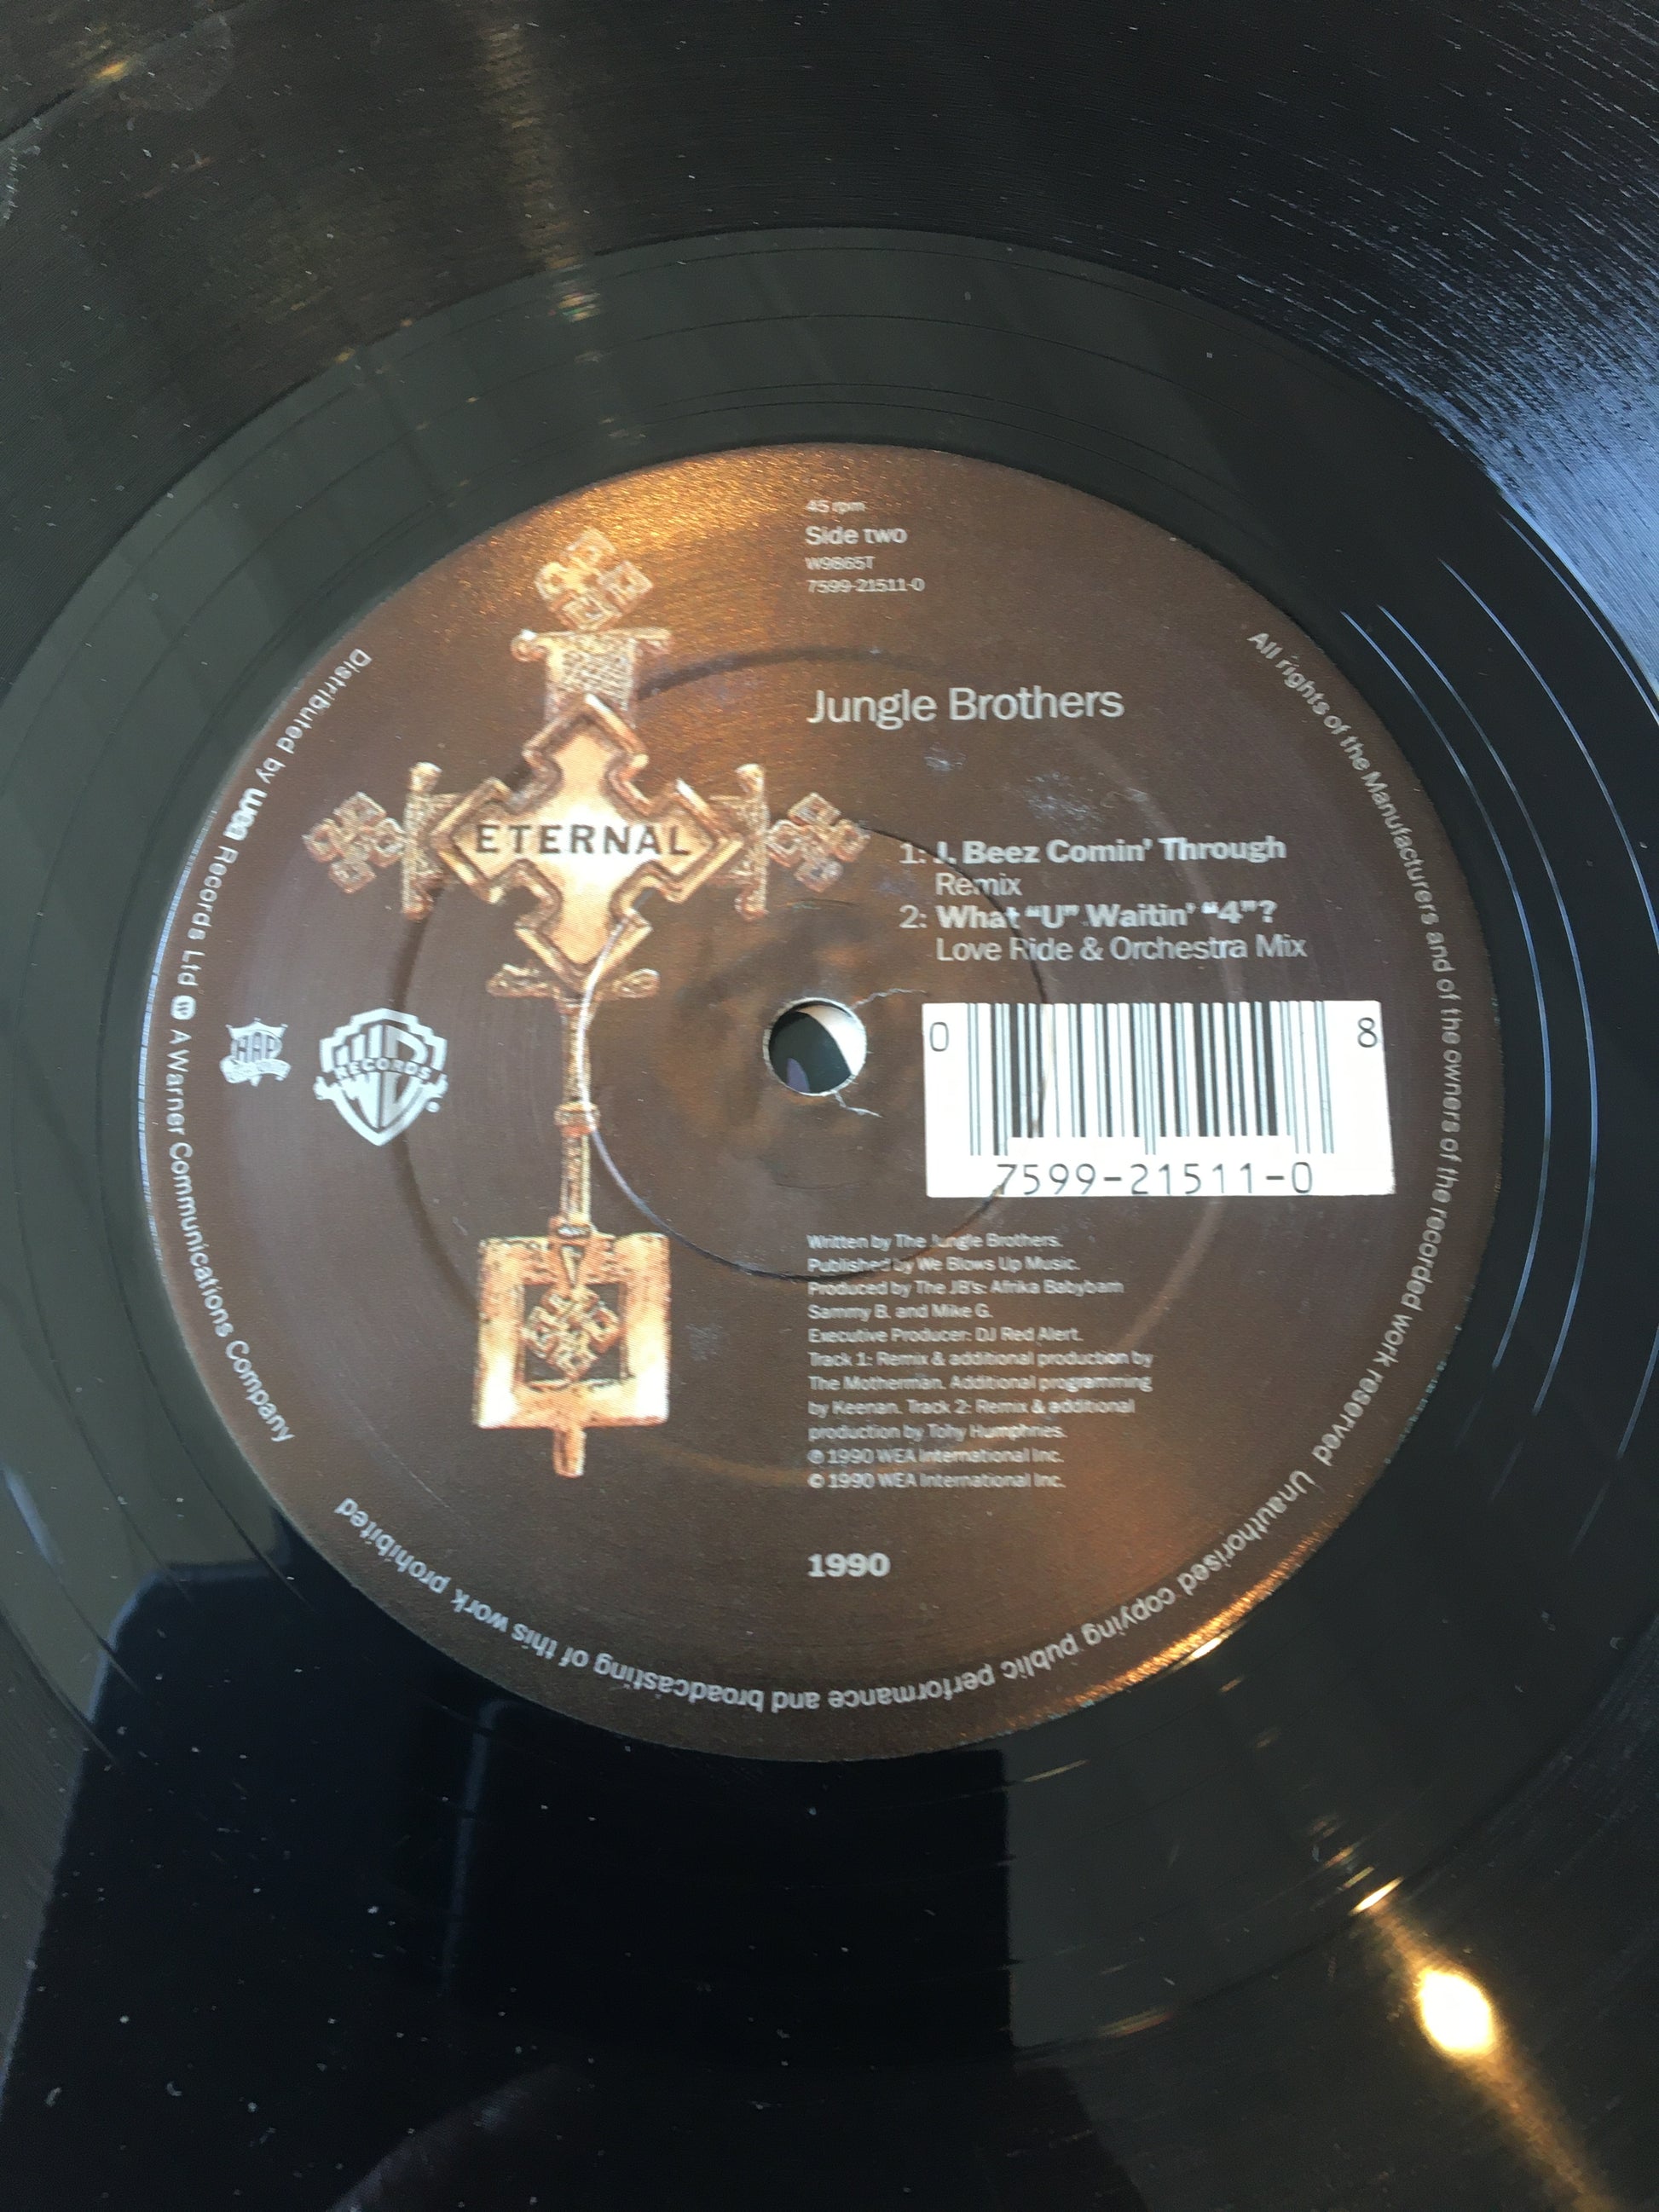 45 rpm
Side two
W9865T
7599-21511-0
Jungle Brothers
ETERNAL
1: J. Beez Comin' Through
Remix
2: What "U" Waitin' "4"?
Love Ride & Orchestra Mix
RAP
WB
RECORDS
0 8
7599-21511-0
Written by The Jungle Brothers.
Published by We Blows Up Music.
Produced by The JB's: Afrika Babybam
Sammy B. and Mike G.
Executive Producer: DJ Red Alert.
Track 1: Remix & additional production by
The Motherman. Additional programming
by Keenan. Track 2: Remix & additional
production by Tony Humphries.
℗ 1990 WEA International Inc.
© 1990 WEA International Inc.
1990
All rights of the Manufacturers and of the owners of the recorded work reserved Unauthorised copying public performance and broadcasting of this work prohibited
Distributed by wea Records Ltd A Warner Communications Company